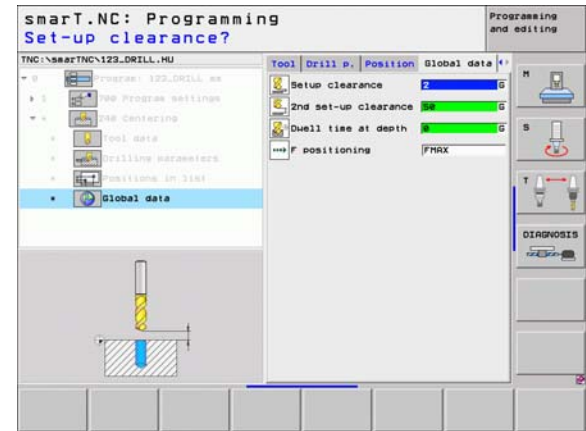 smarT.NC: Programming
Set-up clearance?
Programming
and editing
TNC:\smarTNC\123_DRILL.HU
0 Program: 123_DRILL mm
1 700 Program settings
240 Centering
Tool data
Drilling parameters
Positions in list
Global data
Tool Drill p. Position Global data
Setup clearance 2 G
2nd set-up clearance 50 G
Dwell time at depth 0 G
F positioning FMAX
M
S
T
DIAGNOSIS